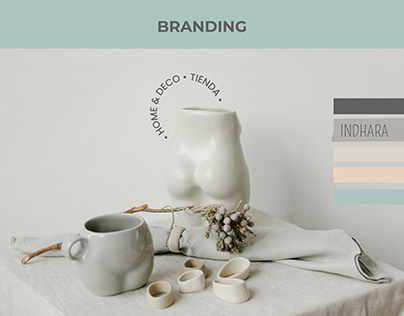 BRANDING
• HOME & DECO • TIENDA •
INDHARA